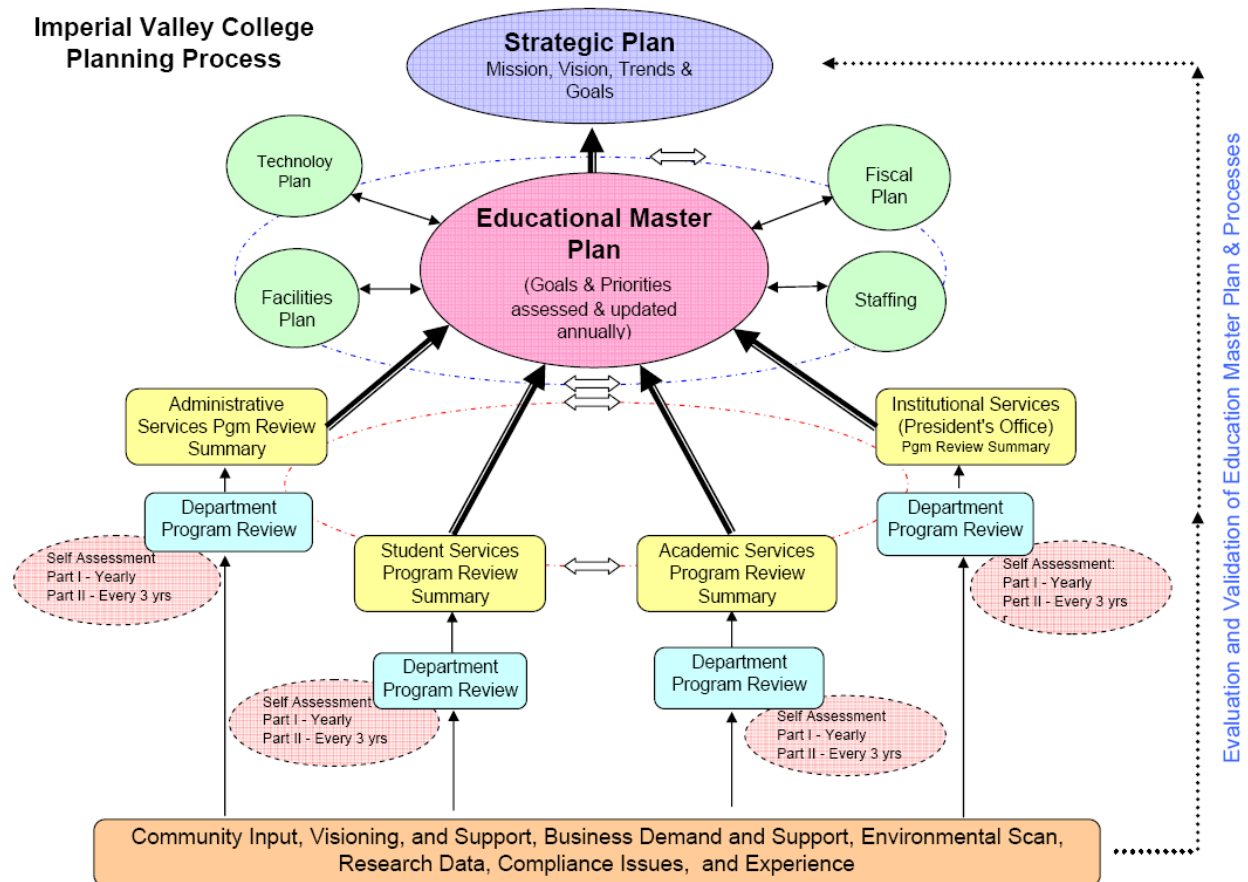 Imperial Valley College
Planning Process
Strategic Plan
Mission, Vision, Trends &
Goals
Technoloy
Plan
Fiscal
Plan
Educational Master
Plan
(Goals & Priorities
assessed & updated
annually)
Facilities
Plan
Staffing
Administrative
Services Pgm Review
Summary
Institutional Services
(President's Office)
Pgm Review Summary
Department
Program Review
Department
Program Review
Self Assessment
Part I - Yearly
Part II - Every 3 yrs
Student Services
Program Review
Summary
Academic Services
Program Review
Summary
Self Assessment:
Part I - Yearly
Pert II - Every 3 yrs
Department
Program Review
Department
Program Review
Self Assessment
Part I - Yearly
Part II - Every 3 yrs
Self Assessment
Part I - Yearly
Part II - Every 3 yrs
Community Input, Visioning, and Support, Business Demand and Support, Environmental Scan,
Research Data, Compliance Issues, and Experience
Evaluation and Validation of Education Master Plan & Processes